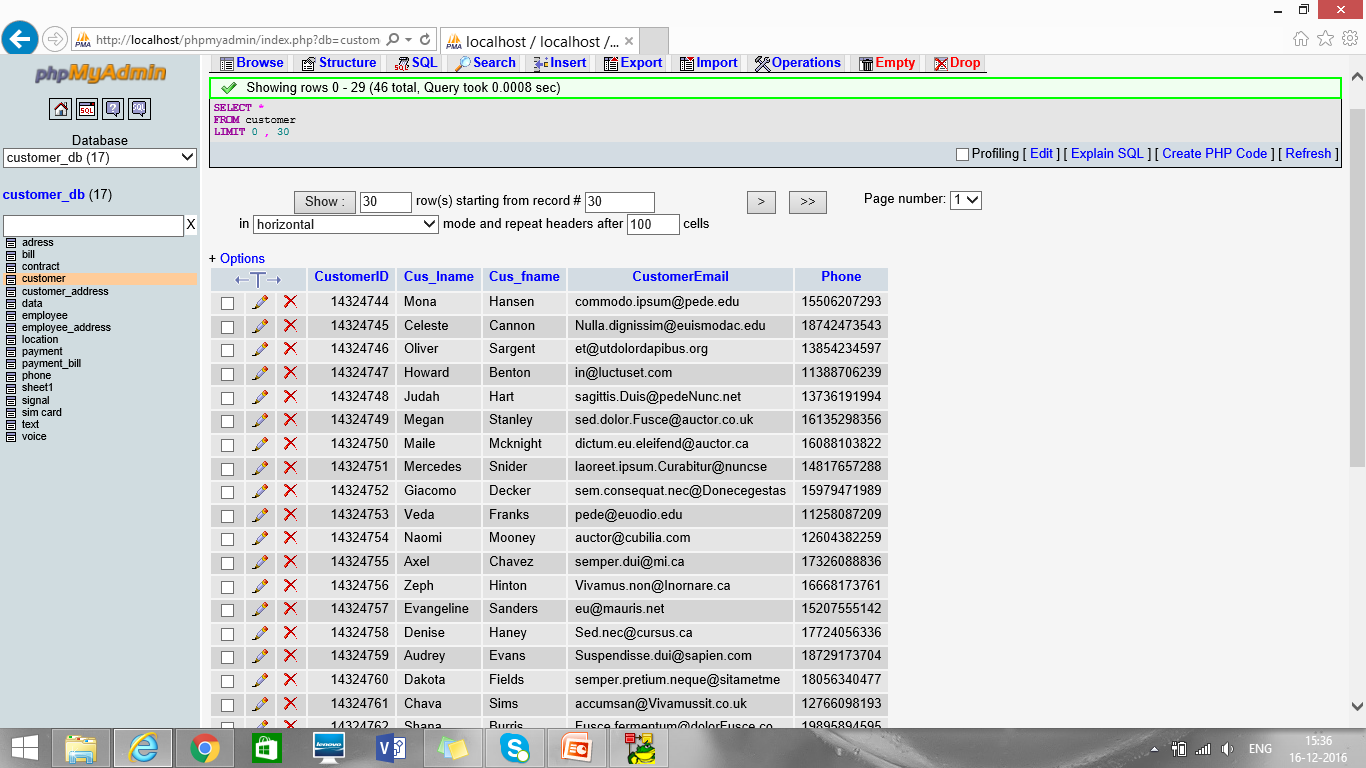 http://localhost/phpmyadmin/index.php?db=custom
localhost / localhost /...
phpMyAdmin
SQL
Database
customer_db (17)
customer_db (17)
X
adress
bill
contract
customer
customer_address
data
employee
employee_address
location
payment
payment_bill
phone
sheet1
signal
sim card
text
voice
Browse Structure SQL Search Insert Export Import Operations Empty Drop
Showing rows 0 - 29 (46 total, Query took 0.0008 sec)
SELECT *
FROM customer
LIMIT 0 , 30
Profiling [ Edit ] [ Explain SQL ] [ Create PHP Code ] [ Refresh ]
Show : 30 row(s) starting from record # 30 > >> Page number: 1
in horizontal mode and repeat headers after 100 cells
+ Options
←T→ CustomerID Cus_lname Cus_fname CustomerEmail Phone
14324744 Mona Hansen commodo.ipsum@pede.edu 15506207293
14324745 Celeste Cannon Nulla.dignissim@euismodac.edu 18742473543
14324746 Oliver Sargent et@utdolordapibus.org 13854234597
14324747 Howard Benton in@luctuset.com 11388706239
14324748 Judah Hart sagittis.Duis@pedeNunc.net 13736191994
14324749 Megan Stanley sed.dolor.Fusce@auctor.co.uk 16135298356
14324750 Maile Mcknight dictum.eu.eleifend@auctor.ca 16088103822
14324751 Mercedes Snider laoreet.ipsum.Curabitur@nuncse 14817657288
14324752 Giacomo Decker sem.consequat.nec@Donecegestas 15979471989
14324753 Veda Franks pede@euodio.edu 11258087209
14324754 Naomi Mooney auctor@cubilia.com 12604382259
14324755 Axel Chavez semper.dui@mi.ca 17326088836
14324756 Zeph Hinton Vivamus.non@Inornare.ca 16668173761
14324757 Evangeline Sanders eu@mauris.net 15207555142
14324758 Denise Haney Sed.nec@cursus.ca 17724056336
14324759 Audrey Evans Suspendisse.dui@sapien.com 18729173704
14324760 Dakota Fields semper.pretium.neque@sitametme 18056340477
14324761 Chava Sims accumsan@Vivamussit.co.uk 12766098193
14324762 Shana Burris Fusce.fermentum@dolorFusce.co 19895894595
lenovo
ENG
15:36
16-12-2016